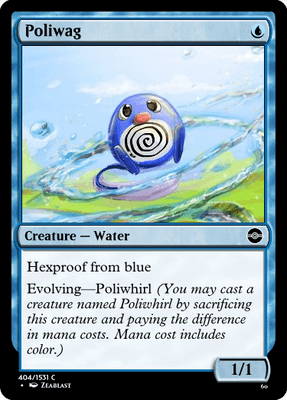 Poliwag
Creature — Water
Hexproof from blue
Evolving—Poliwhirl (You may cast a
creature named Poliwhirl by sacrificing
this creature and paying the difference
in mana costs. Mana cost includes
color.)
1/1
404/1531 C
• ZEABLAST
60